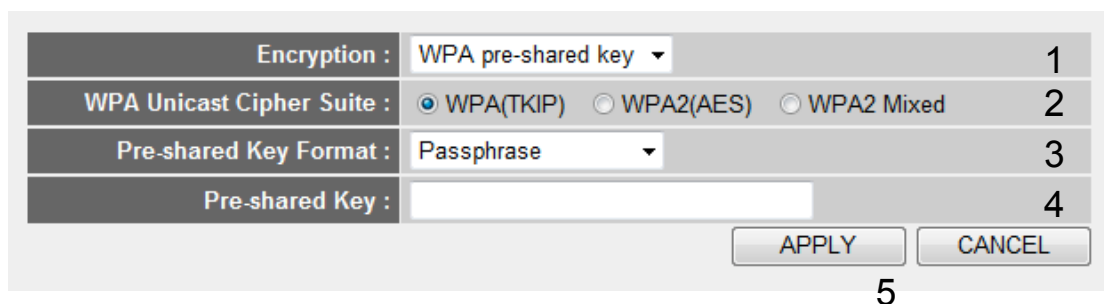 Encryption : WPA pre-shared key 1
WPA Unicast Cipher Suite : WPA(TKIP) WPA2(AES) WPA2 Mixed 2
Pre-shared Key Format : Passphrase 3
Pre-shared Key : 4
APPLY CANCEL
5